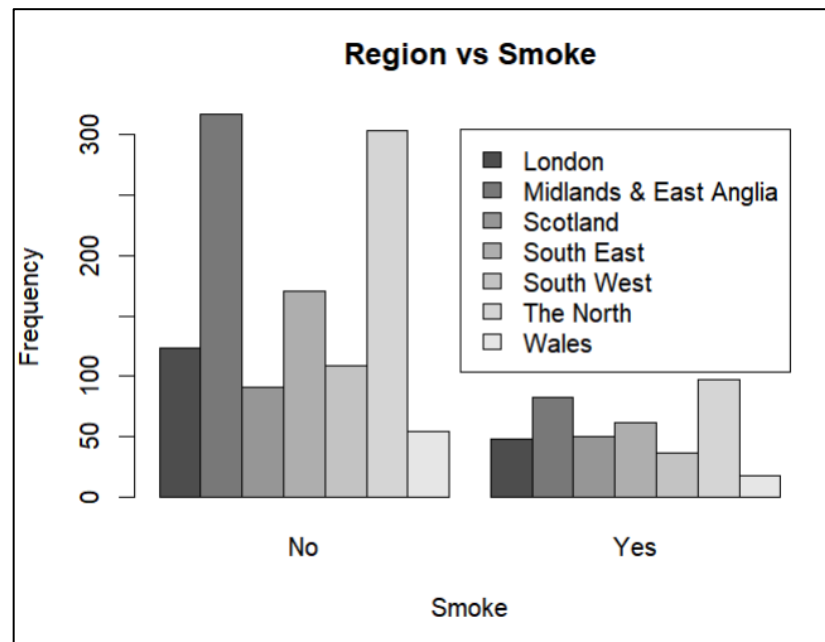 Region vs Smoke
Frequency
300
200
100
50
0
London
Midlands & East Anglia
Scotland
South East
South West
The North
Wales
No
Yes
Smoke